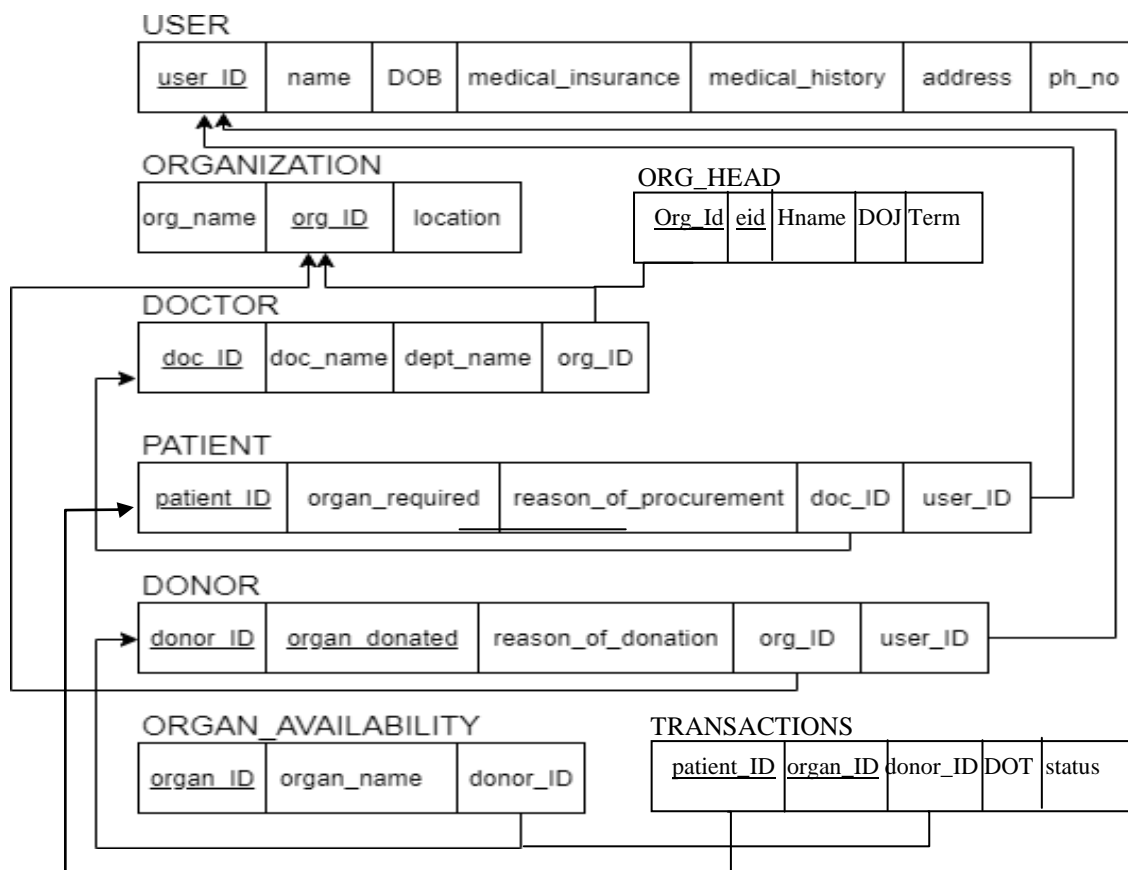 USER
user_ID name DOB medical_insurance medical_history address ph_no
ORGANIZATION
org_name org_ID location
ORG_HEAD
Org_Id eid Hname DOJ Term
DOCTOR
doc_ID doc_name dept_name org_ID
PATIENT
patient_ID organ_required reason_of_procurement doc_ID user_ID
DONOR
donor_ID organ_donated reason_of_donation org_ID user_ID
ORGAN_AVAILABILITY
organ_ID organ_name donor_ID
TRANSACTIONS
patient_ID organ_ID donor_ID DOT status